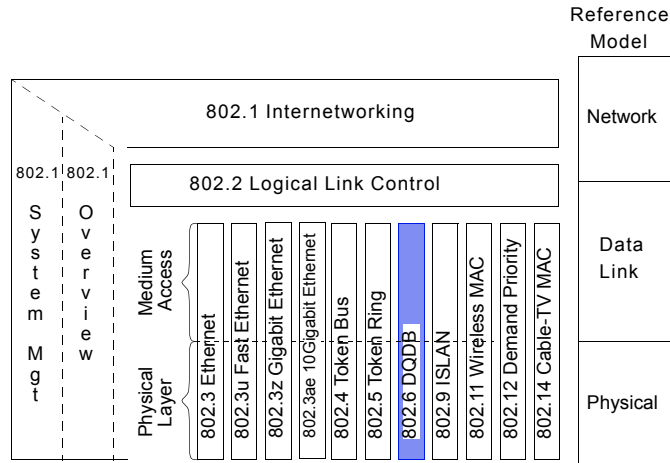 Reference
Model
802.1 Internetworking
Network
802.1
802.1
802.2 Logical Link Control
System Mgt
Overview
Medium
Access
Physical
Layer
802.3 Ethernet
802.3u Fast Ethernet
802.3z Gigabit Ethernet
802.3ae 10Gigabit Ethernet
802.4 Token Bus
802.5 Token Ring
802.6 DQDB
802.9 ISLAN
802.11 Wireless MAC
802.12 Demand Priority
802.14 Cable-TV MAC
Data
Link
Physical